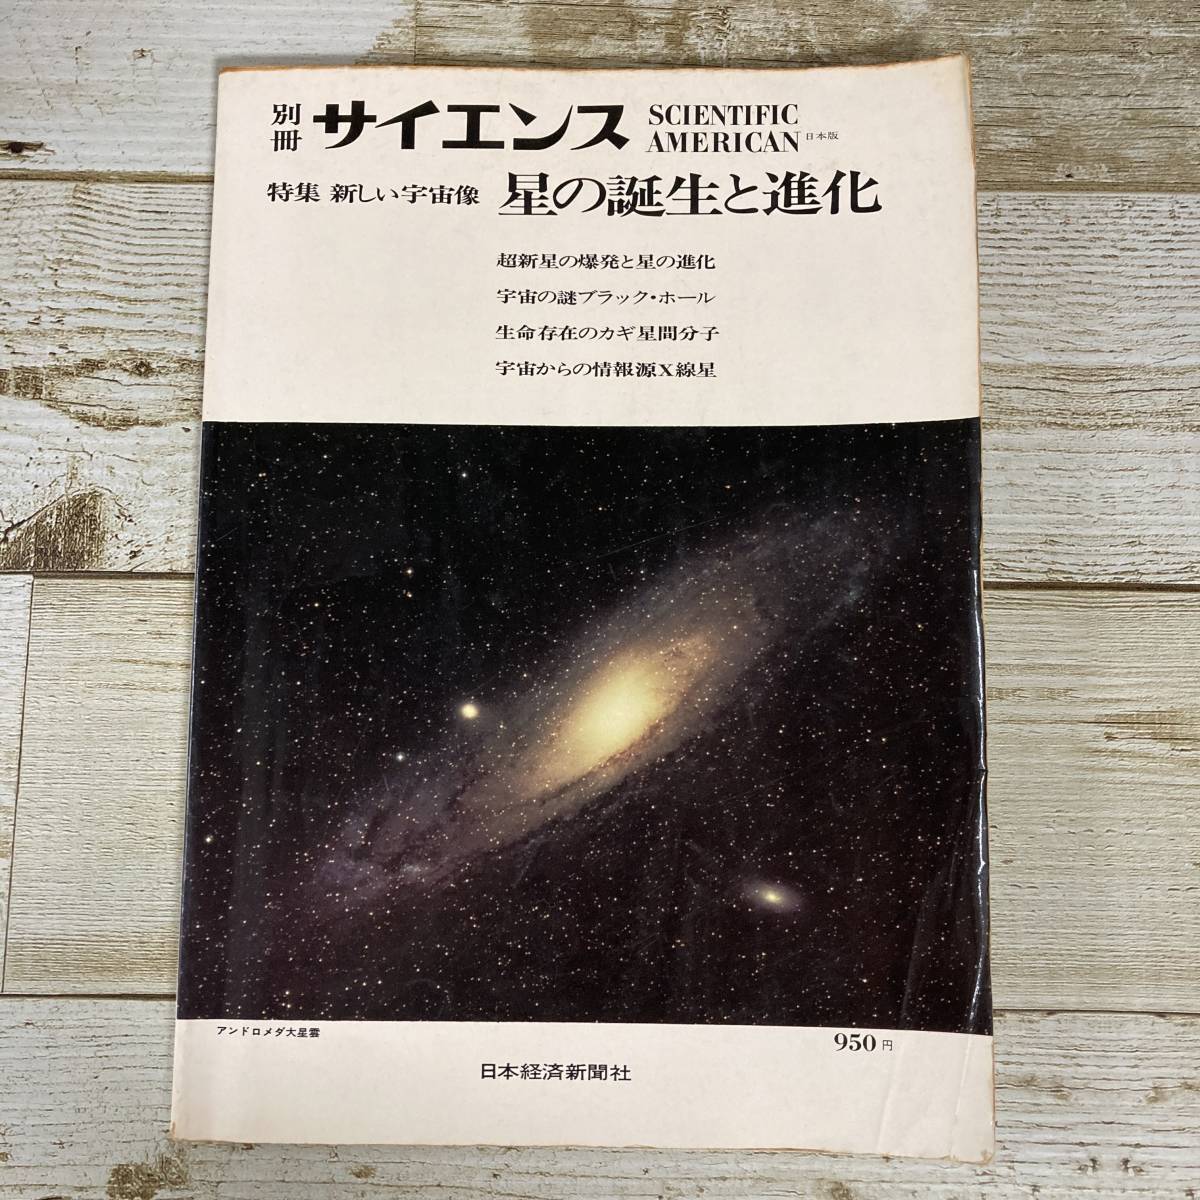 別冊 サイエンス SCIENTIFIC AMERICAN 日本版
特集 新しい宇宙像 星の誕生と進化
超新星の爆発と星の進化
宇宙の謎ブラック・ホール
生命存在のカギ星間分子
宇宙からの情報源X線星
アンドロメダ大星雲
950円
日本経済新聞社